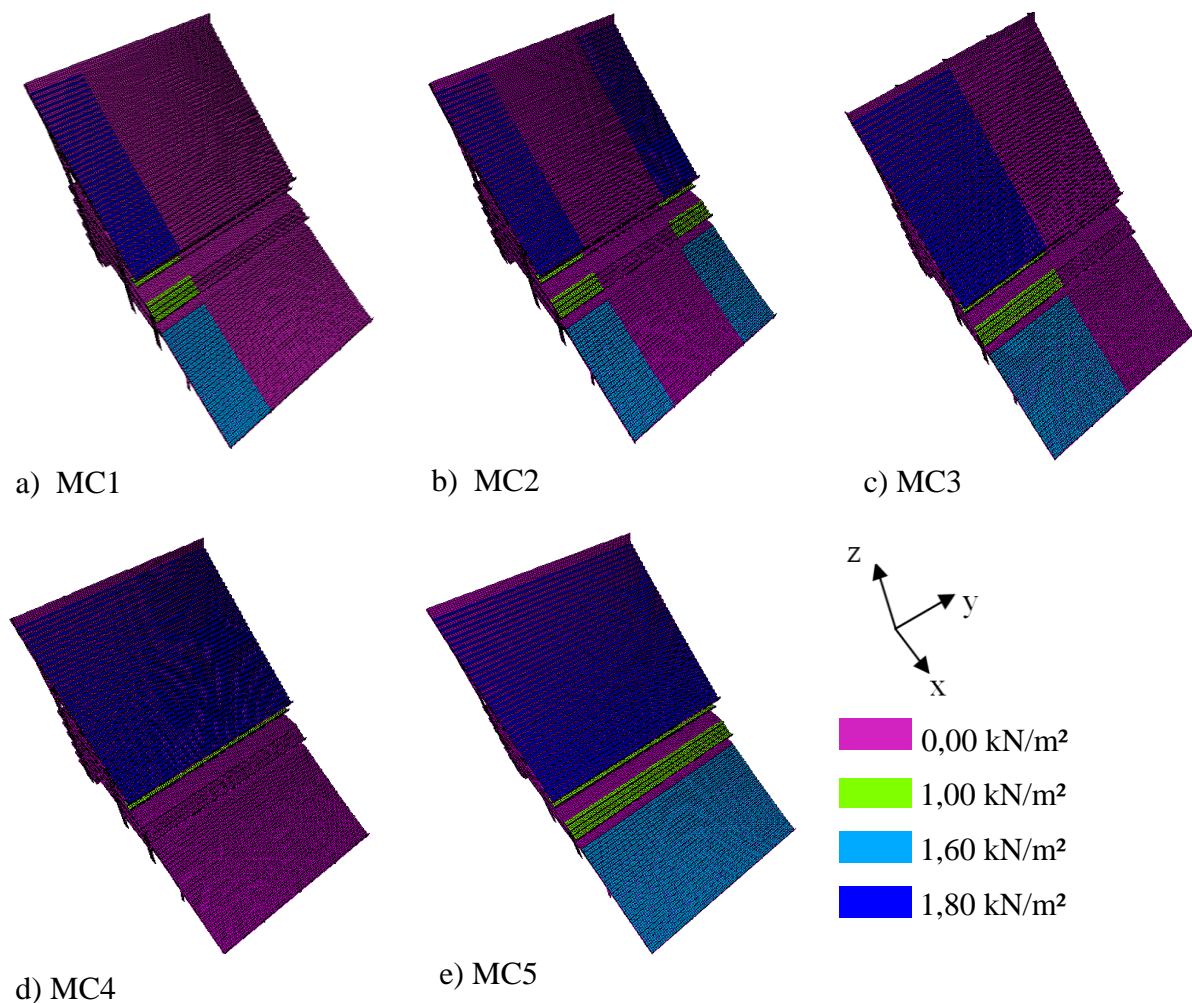 a) MC1
b) MC2
c) MC3
z
y
x
0,00 kN/m²
1,00 kN/m²
1,60 kN/m²
1,80 kN/m²
d) MC4
e) MC5